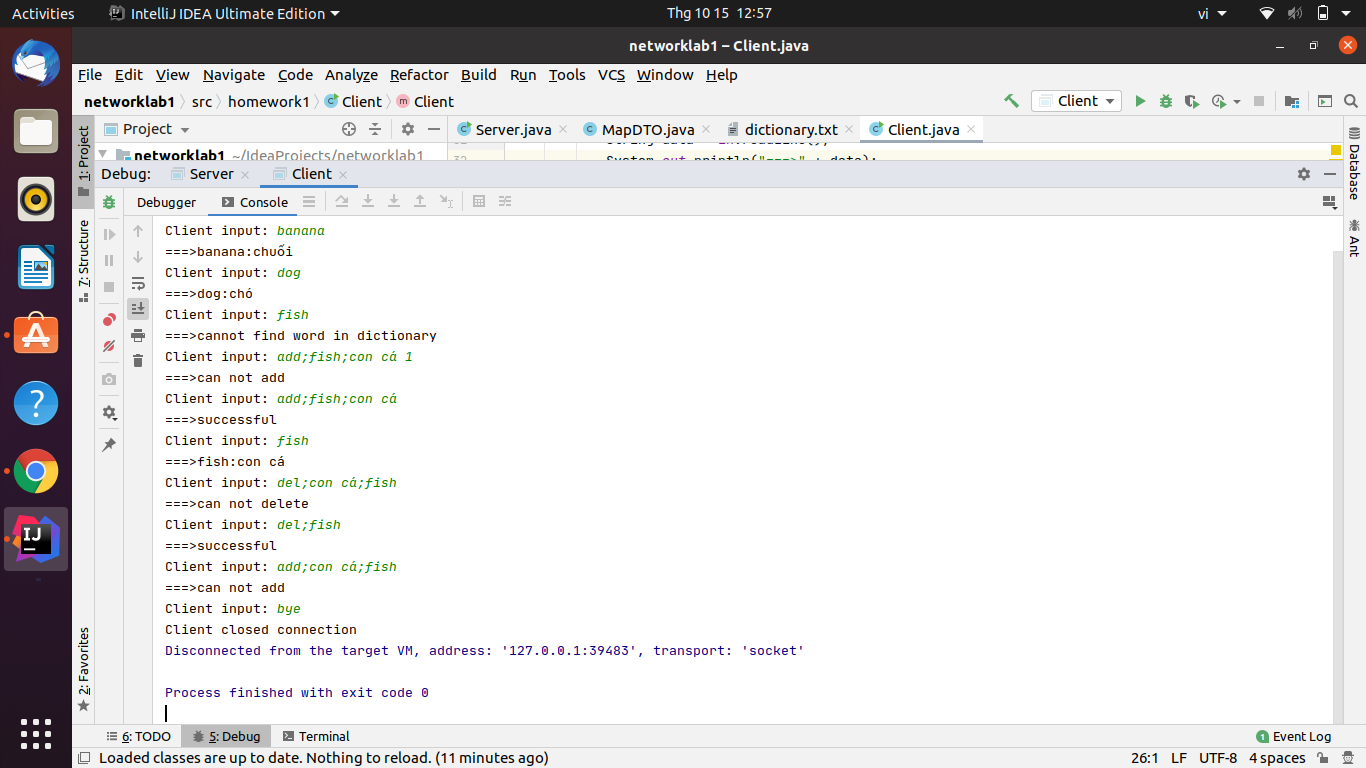 Activities IntelliJ IDEA Ultimate Edition Thg 10 15 12:57 vi
networklab1 – Client.java
File Edit View Navigate Code Analyze Refactor Build Run Tools VCS Window Help
networklab1 src homework1 Client Client Client
1: Project Project Server.java MapDTO.java dictionary.txt Client.java
networklab1 ~/IdeaProjects/networklab1
System.out.println("===>" + data);
Debug: Server Client
Database
Debugger Console
7: Structure
Ant
Client input: banana
===>banana:chuối
Client input: dog
===>dog:chó
Client input: fish
===>cannot find word in dictionary
Client input: add;fish;con cá 1
===>can not add
Client input: add;fish;con cá
===>successful
Client input: fish
===>fish:con cá
Client input: del;con cá;fish
===>can not delete
Client input: del;fish
===>successful
Client input: add;con cá;fish
===>can not add
Client input: bye
Client closed connection
Disconnected from the target VM, address: '127.0.0.1:39483', transport: 'socket'
Process finished with exit code 0
2: Favorites
6: TODO 5: Debug Terminal 1 Event Log
Loaded classes are up to date. Nothing to reload. (11 minutes ago) 26:1 LF UTF-8 4 spaces